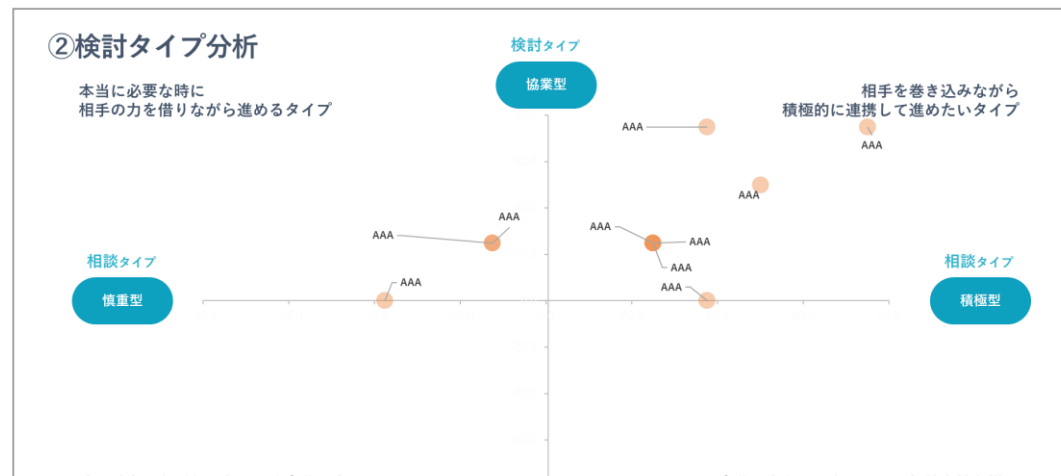 ②検討タイプ分析
検討タイプ
協業型
本当に必要な時に
相手の力を借りながら進めるタイプ
相手を巻き込みながら
積極的に連携して進めたいタイプ
AAA
AAA
AAA
AAA
AAA
AAA
AAA
AAA
AAA
AAA
相談タイプ
慎重型
相談タイプ
積極型